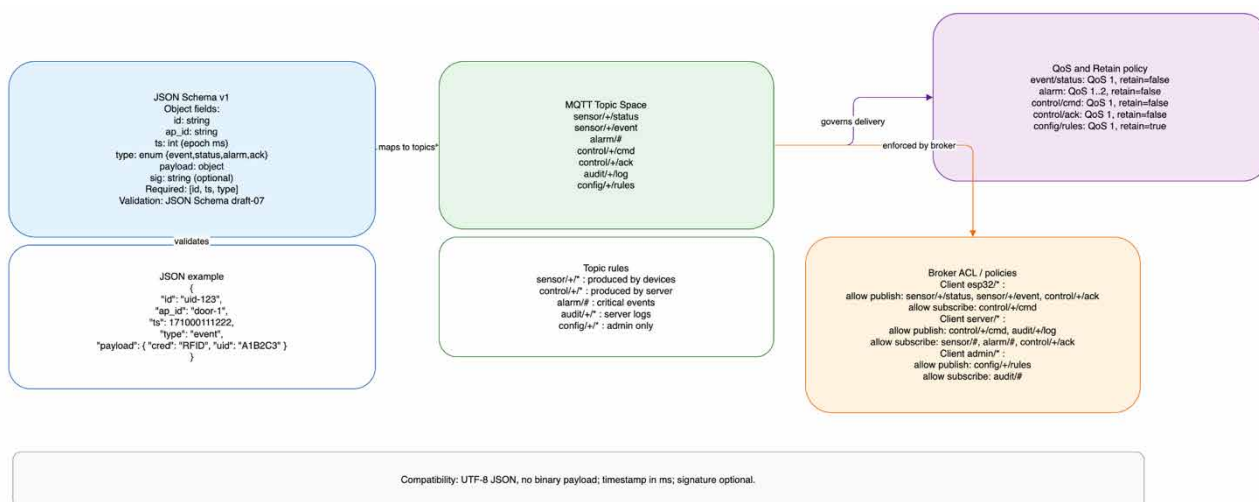 JSON Schema v1
Object fields:
id: string
ap_id: string
ts: int (epoch ms)
type: enum {event,status,alarm,ack}
payload: object
sig: string (optional)
Required: [id, ts, type]
Validation: JSON Schema draft-07
validates
JSON example
{
"id": "uid-123",
"ap_id": "door-1",
"ts": 171000111222,
"type": "event",
"payload": { "cred": "RFID", "uid": "A1B2C3" }
}
maps to topics*
MQTT Topic Space
sensor/+/status
sensor/+/event
alarm/#
control/+/cmd
control/+/ack
audit/+/log
config/+/rules
Topic rules
sensor/+/* : produced by devices
control/+/* : produced by server
alarm/# : critical events
audit/+/* : server logs
config/+/* : admin only
governs delivery
enforced by broker
QoS and Retain policy
event/status: QoS 1, retain=false
alarm: QoS 1..2, retain=false
control/cmd: QoS 1, retain=false
control/ack: QoS 1, retain=false
config/rules: QoS 1, retain=true
Broker ACL / policies
Client esp32/* :
allow publish: sensor/+/status, sensor/+/event, control/+/ack
allow subscribe: control/+/cmd
Client server/* :
allow publish: control/+/cmd, audit/+/log
allow subscribe: sensor/#, alarm/#, control/+/ack
Client admin/* :
allow publish: config/+/rules
allow subscribe: audit/#
Compatibility: UTF-8 JSON, no binary payload; timestamp in ms; signature optional.